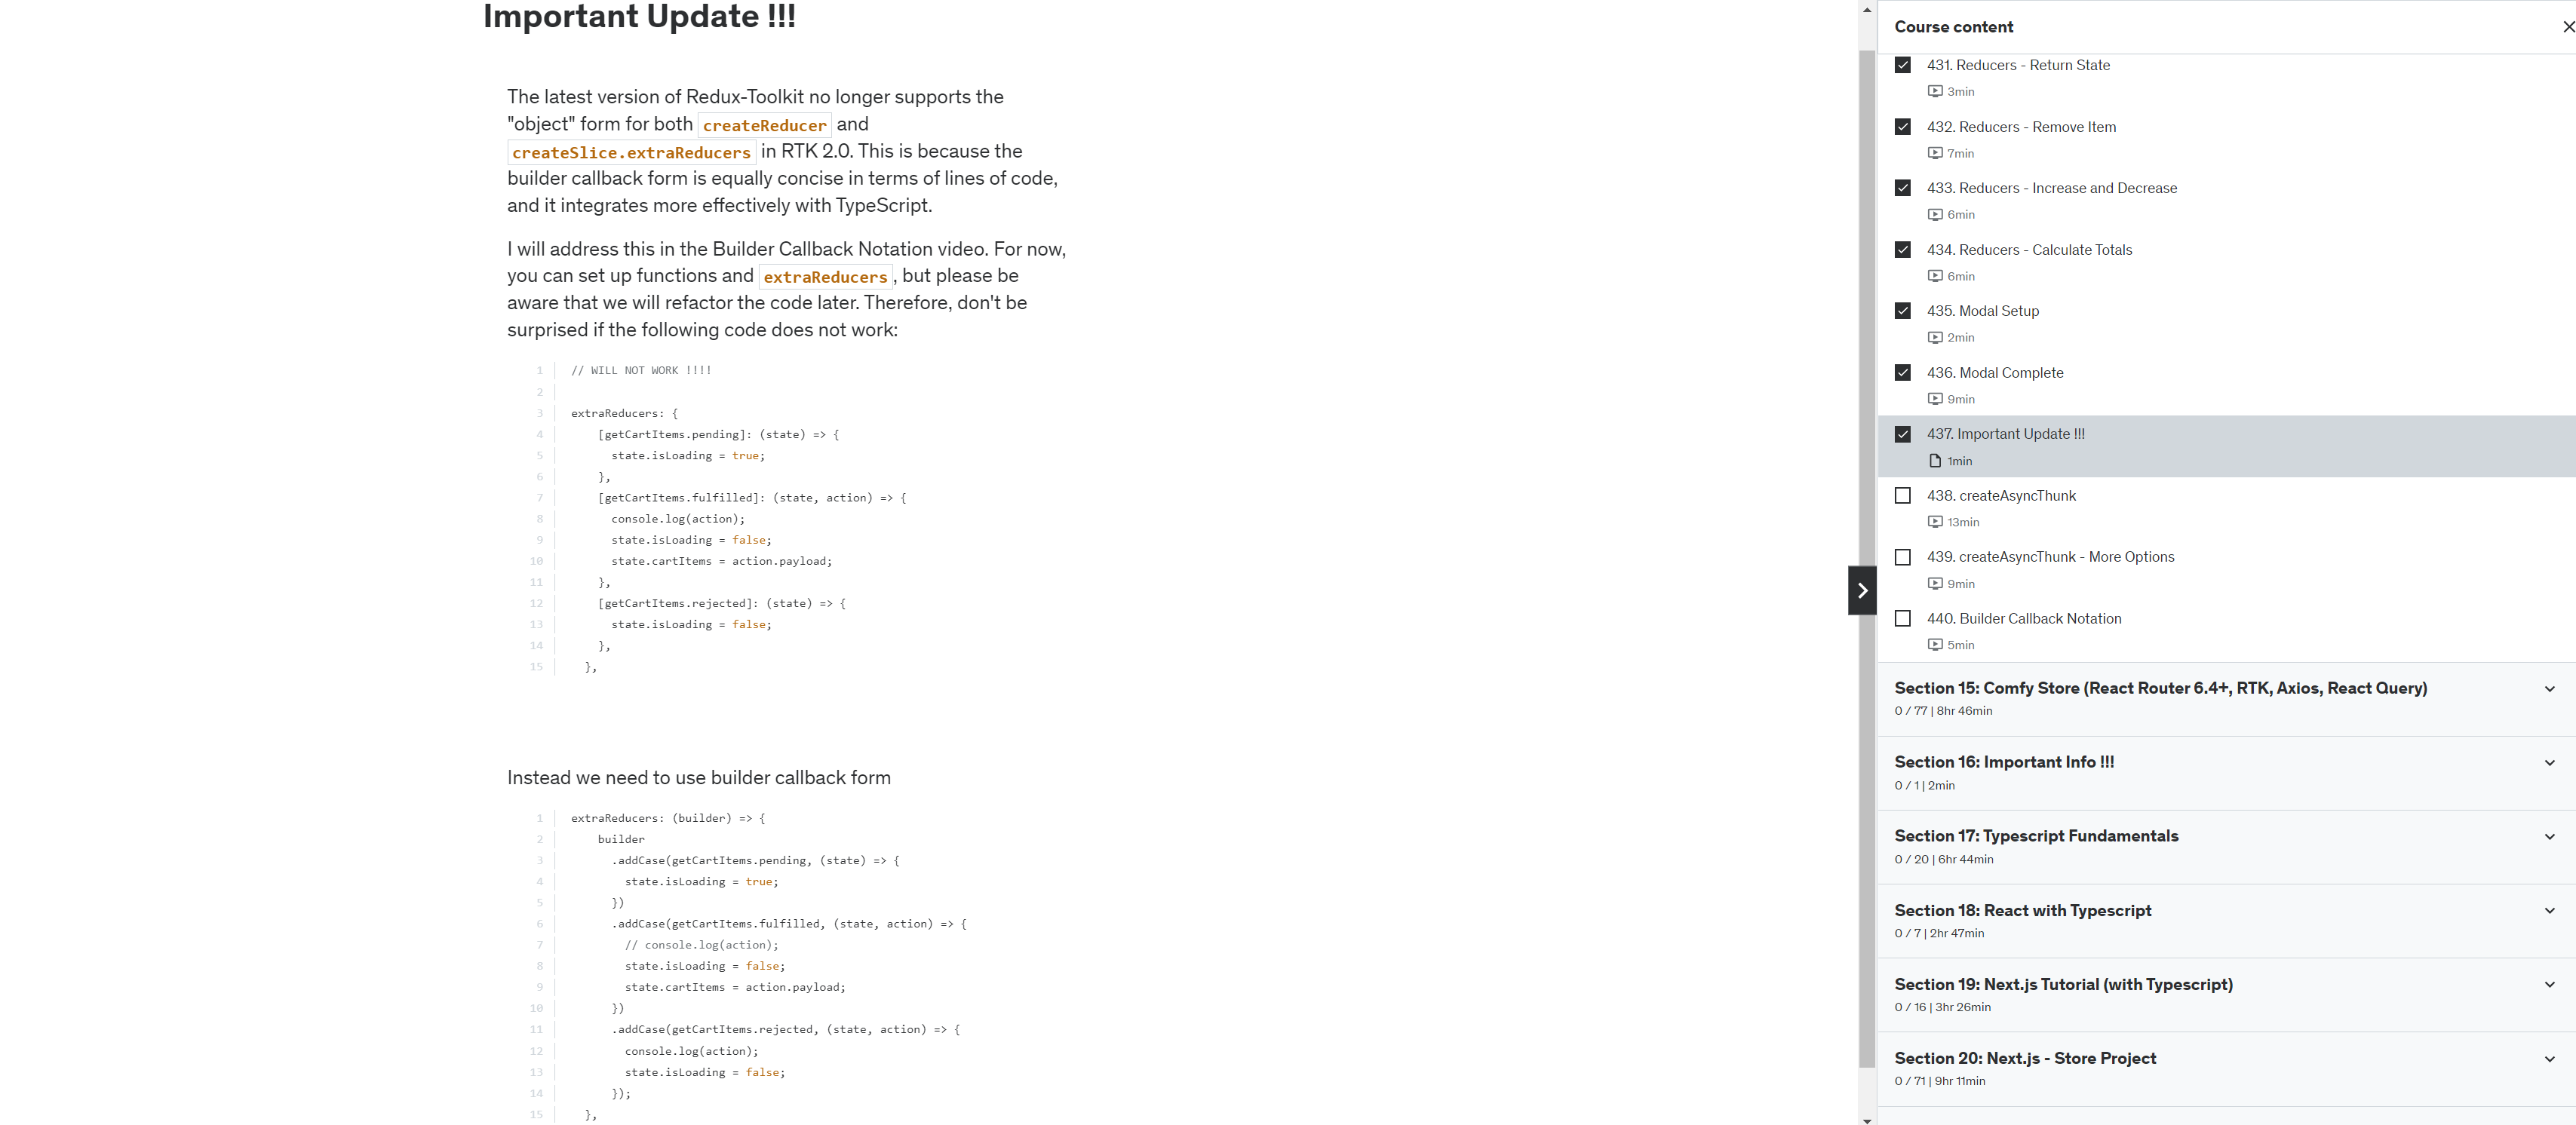 Important Update !!!
The latest version of Redux-Toolkit no longer supports the
"object" form for both createReducer and
createSlice.extraReducers in RTK 2.0. This is because the
builder callback form is equally concise in terms of lines of code,
and it integrates more effectively with TypeScript.
I will address this in the Builder Callback Notation video. For now,
you can set up functions and extraReducers, but please be
aware that we will refactor the code later. Therefore, don't be
surprised if the following code does not work:
1 // WILL NOT WORK !!!!
2
3 extraReducers: {
4 [getCartItems.pending]: (state) => {
5 state.isLoading = true;
6 },
7 [getCartItems.fulfilled]: (state, action) => {
8 console.log(action);
9 state.isLoading = false;
10 state.cartItems = action.payload;
11 },
12 [getCartItems.rejected]: (state) => {
13 state.isLoading = false;
14 },
15 },
Instead we need to use builder callback form
1 extraReducers: (builder) => {
2 builder
3 .addCase(getCartItems.pending, (state) => {
4 state.isLoading = true;
5 })
6 .addCase(getCartItems.fulfilled, (state, action) => {
7 // console.log(action);
8 state.isLoading = false;
9 state.cartItems = action.payload;
10 })
11 .addCase(getCartItems.rejected, (state, action) => {
12 console.log(action);
13 state.isLoading = false;
14 });
15 },
Course content
431. Reducers - Return State
3min
432. Reducers - Remove Item
7min
433. Reducers - Increase and Decrease
6min
434. Reducers - Calculate Totals
6min
435. Modal Setup
2min
436. Modal Complete
9min
437. Important Update !!!
1min
438. createAsyncThunk
13min
439. createAsyncThunk - More Options
9min
440. Builder Callback Notation
5min
Section 15: Comfy Store (React Router 6.4+, RTK, Axios, React Query)
0 / 77 | 8hr 46min
Section 16: Important Info !!!
0 / 1 | 2min
Section 17: Typescript Fundamentals
0 / 20 | 6hr 44min
Section 18: React with Typescript
0 / 7 | 2hr 47min
Section 19: Next.js Tutorial (with Typescript)
0 / 16 | 3hr 26min
Section 20: Next.js - Store Project
0 / 71 | 9hr 11min